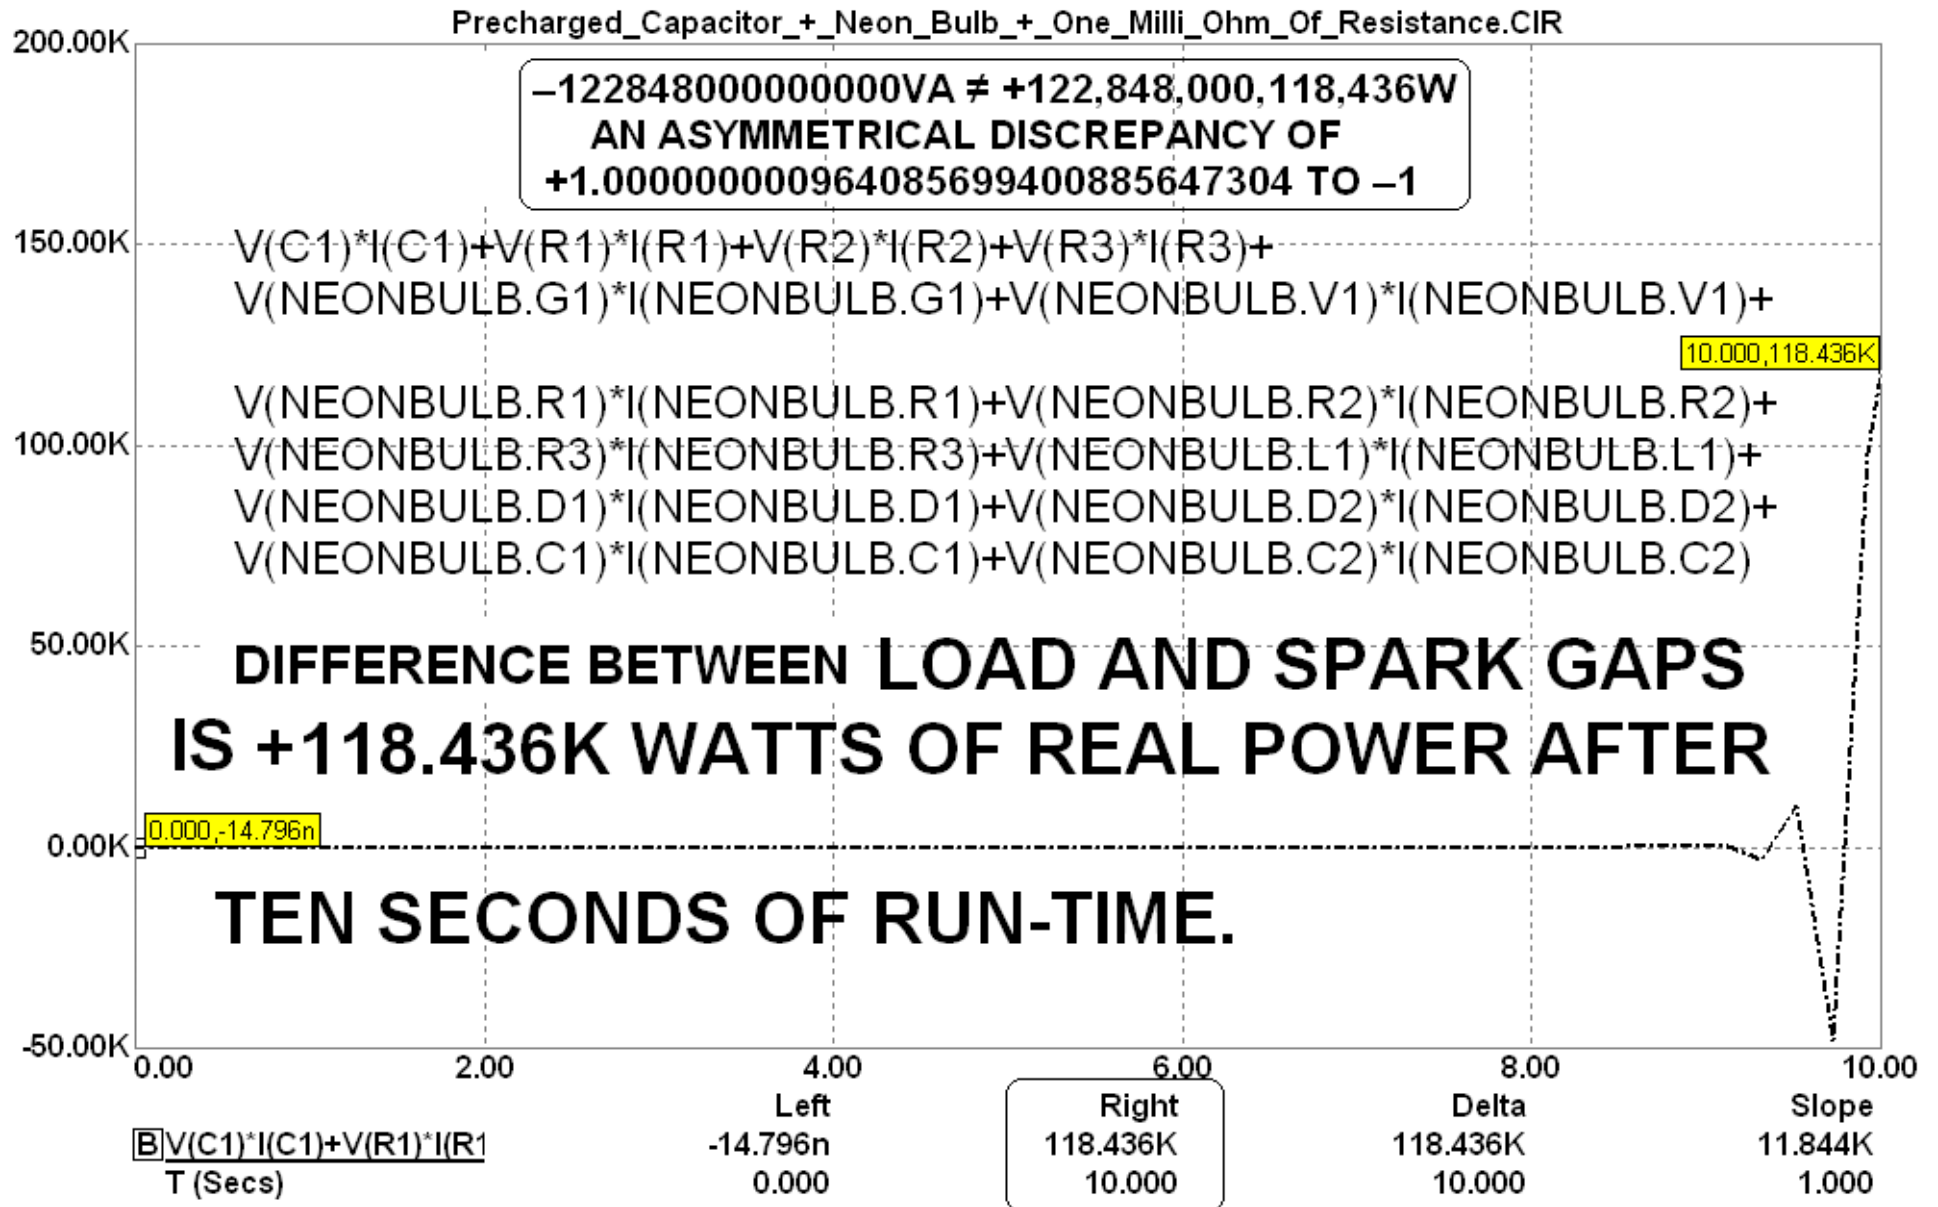 Precharged_Capacitor_+_Neon_Bulb_+_One_Milli_Ohm_Of_Resistance.CIR
200.00K
–122848000000000VA ≠ +122,848,000,118,436W
AN ASYMMETRICAL DISCREPANCY OF
+1.00000000096408569940088564​7304 TO –1
150.00K
V(C1)*I(C1)+V(R1)*I(R1)+V(R2)*I(R2)+V(R3)*I(R3)+
V(NEONBULB.G1)*I(NEONBULB.G1)+V(NEONBULB.V1)*I(NEONBULB.V1)+
10.000,118.436K
V(NEONBULB.R1)*I(NEONBULB.R1)+V(NEONBULB.R2)*I(NEONBULB.R2)+
100.00K
V(NEONBULB.R3)*I(NEONBULB.R3)+V(NEONBULB.L1)*I(NEONBULB.L1)+
V(NEONBULB.D1)*I(NEONBULB.D1)+V(NEONBULB.D2)*I(NEONBULB.D2)+
V(NEONBULB.C1)*I(NEONBULB.C1)+V(NEONBULB.C2)*I(NEONBULB.C2)
50.00K
DIFFERENCE BETWEEN LOAD AND SPARK GAPS
IS +118.436K WATTS OF REAL POWER AFTER
0.000,-14.796n
0.00K
TEN SECONDS OF RUN-TIME.
-50.00K
0.00 2.00 4.00 6.00 8.00 10.00
Left Right Delta Slope
B V(C1)*I(C1)+V(R1)*I(R1 -14.796n 118.436K 118.436K 11.844K
T (Secs) 0.000 10.000 10.000 1.000